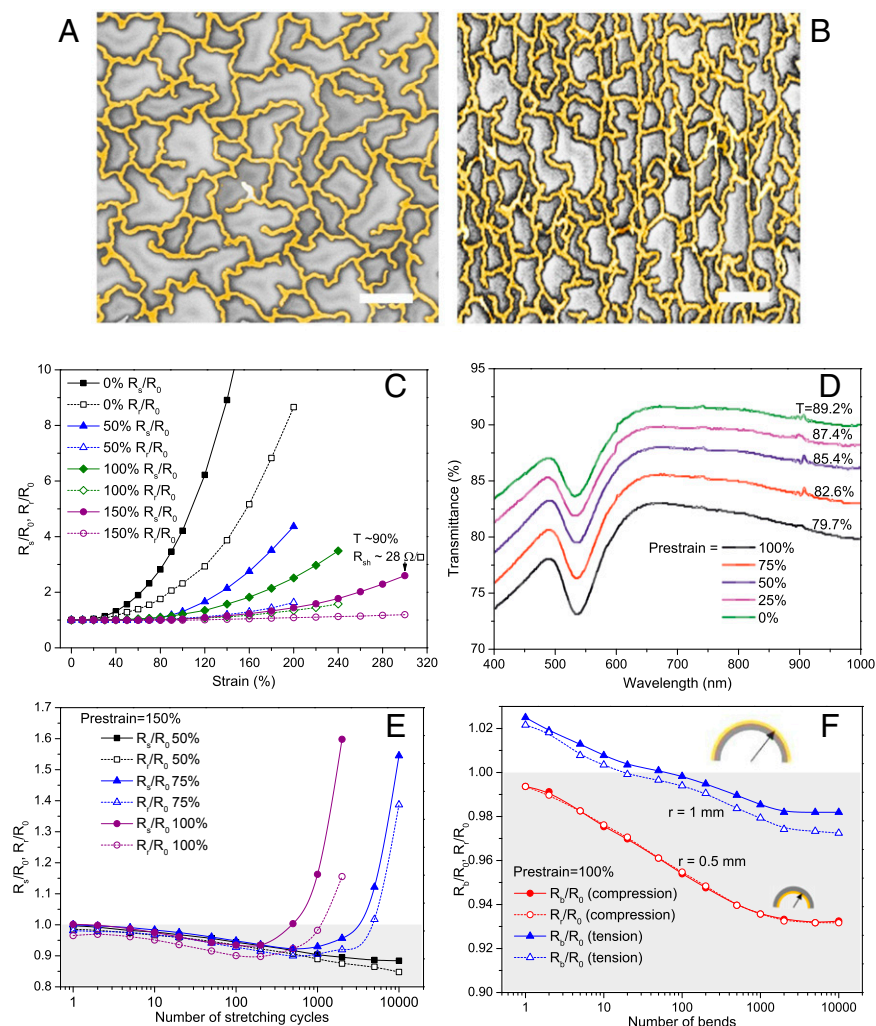 A
B
C
10
8
6
4
2
0
0 40 80 120 160 200 240 280 320
Rs/R0, Rr/R0
Strain (%)
0% Rs/R0
0% Rr/R0
50% Rs/R0
50% Rr/R0
100% Rs/R0
100% Rr/R0
150% Rs/R0
150% Rr/R0
T ~90%
Rsh ~ 28 Ω/□
D
95
90
85
80
75
70
400 500 600 700 800 900 1000
Transmittance (%)
Wavelength (nm)
T=89.2%
87.4%
85.4%
82.6%
79.7%
Prestrain =
100%
75%
50%
25%
0%
E
1.7
1.6
1.5
1.4
1.3
1.2
1.1
1.0
0.9
0.8
1 10 100 1000 10000
Rs/R0, Rr/R0
Number of stretching cycles
Prestrain=150%
Rs/R0 50%
Rr/R0 50%
Rs/R0 75%
Rr/R0 75%
Rs/R0 100%
Rr/R0 100%
F
1.02
1.00
0.98
0.96
0.94
0.92
0.90
1 10 100 1000 10000
Rb/R0, Rr/R0
Number of bends
r = 1 mm
r = 0.5 mm
Prestrain=100%
Rb/R0 (compression)
Rr/R0 (compression)
Rb/R0 (tension)
Rb/R0 (tension)